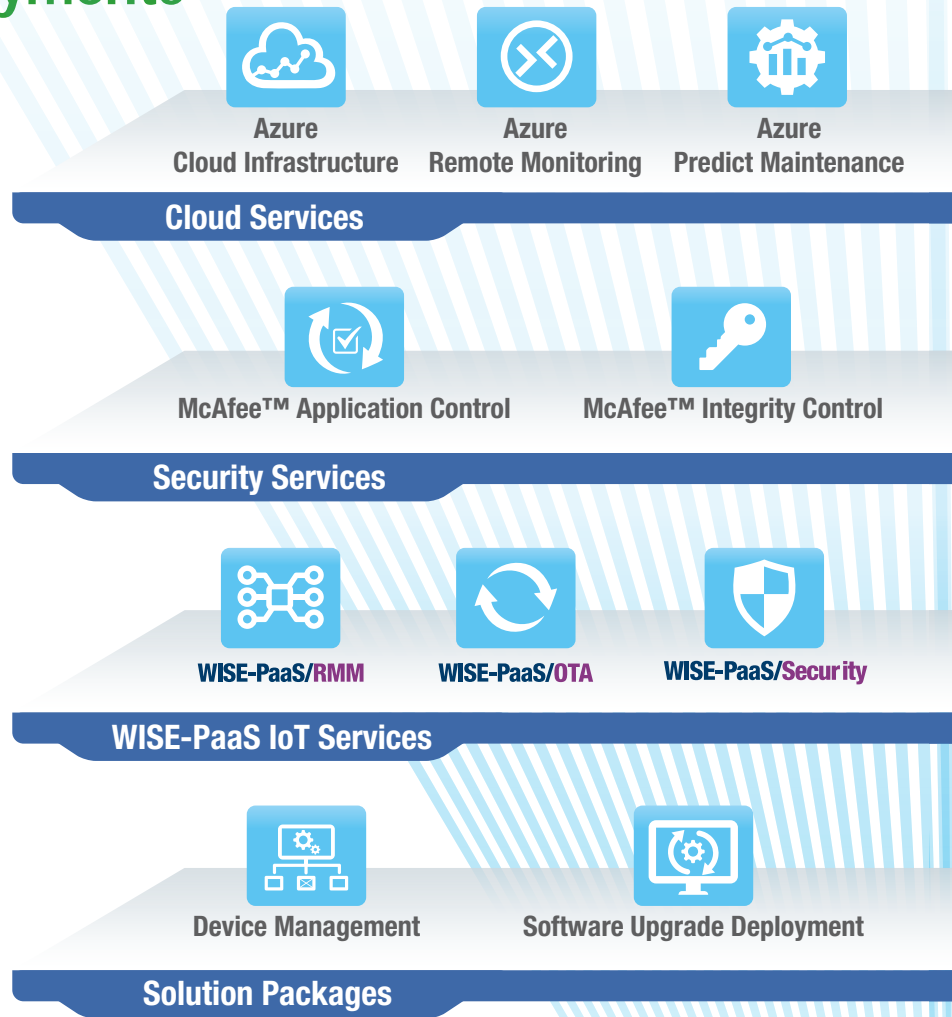 yments
Azure
Cloud Infrastructure
Azure
Remote Monitoring
Azure
Predict Maintenance
Cloud Services
McAfee™ Application Control
McAfee™ Integrity Control
Security Services
WISE-PaaS/RMM
WISE-PaaS/OTA
WISE-PaaS/Security
WISE-PaaS IoT Services
Device Management
Software Upgrade Deployment
Solution Packages